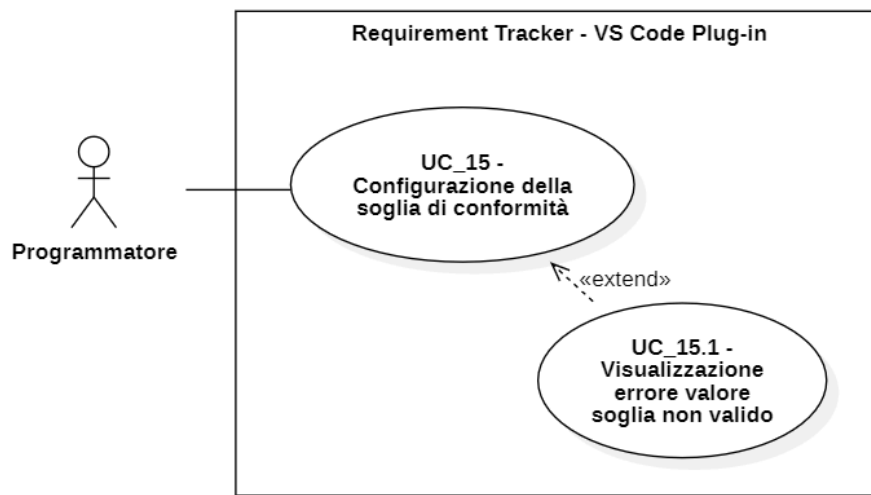 Requirement Tracker - VS Code Plug-in
UC_15 -
Configurazione della
soglia di conformità
Programmatore
«extend»
UC_15.1 -
Visualizzazione
errore valore
soglia non valido